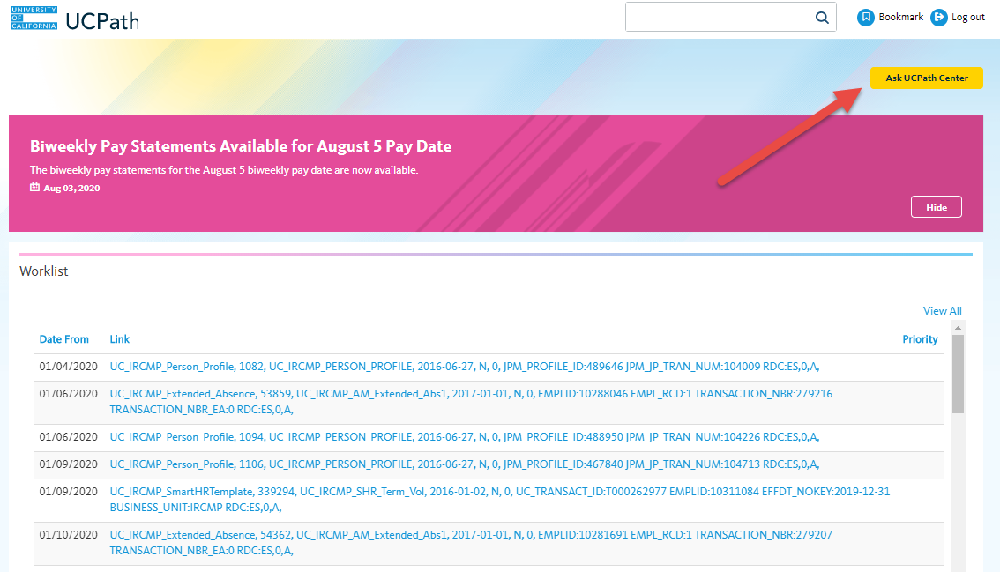 UNIVERSITY
OF
CALIFORNIA
UCPath
Bookmark
Log out
Ask UCPath Center
Biweekly Pay Statements Available for August 5 Pay Date
The biweekly pay statements for the August 5 biweekly pay date are now available.
Aug 03, 2020
Hide
Worklist
View All
Date From Link Priority
01/04/2020 UC_IRCMP_Person_Profile, 1082, UC_IRCMP_PERSON_PROFILE, 2016-06-27, N, 0, JPM_PROFILE_ID:489646 JPM_JP_TRAN_NUM:104009 RDC:ES,0,A,
01/06/2020 UC_IRCMP_Extended_Absence, 53859, UC_IRCMP_AM_Extended_Abs1, 2017-01-01, N, 0, EMPLID:10288046 EMPL_RCD:1 TRANSACTION_NBR:279216
TRANSACTION_NBR_EA:0 RDC:ES,0,A,
01/06/2020 UC_IRCMP_Person_Profile, 1094, UC_IRCMP_PERSON_PROFILE, 2016-06-27, N, 0, JPM_PROFILE_ID:488950 JPM_JP_TRAN_NUM:104226 RDC:ES,0,A,
01/09/2020 UC_IRCMP_Person_Profile, 1106, UC_IRCMP_PERSON_PROFILE, 2016-06-27, N, 0, JPM_PROFILE_ID:467840 JPM_JP_TRAN_NUM:104713 RDC:ES,0,A,
01/09/2020 UC_IRCMP_SmartHRTemplate, 339294, UC_IRCMP_SHR_Term_Vol, 2016-01-02, N, 0, UC_TRANSACT_ID:T000262977 EMPLID:10311084 EFFDT_NOKEY:2019-12-31
BUSINESS_UNIT:IRCMP RDC:ES,0,A,
01/10/2020 UC_IRCMP_Extended_Absence, 54362, UC_IRCMP_AM_Extended_Abs1, 2017-01-01, N, 0, EMPLID:10281691 EMPL_RCD:1 TRANSACTION_NBR:279207
TRANSACTION_NBR_EA:0 RDC:ES,0,A,